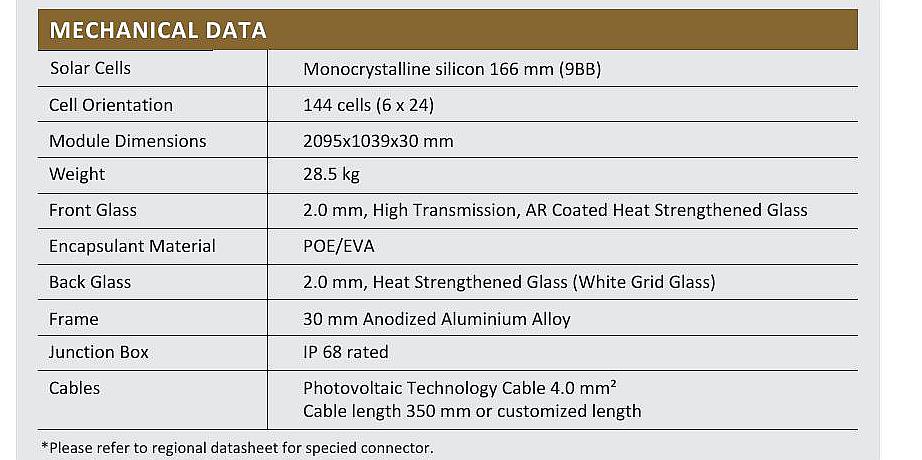 MECHANICAL DATA
Solar Cells Monocrystalline silicon 166 mm (9BB)
Cell Orientation 144 cells (6 x 24)
Module Dimensions 2095x1039x30 mm
Weight 28.5 kg
Front Glass 2.0 mm, High Transmission, AR Coated Heat Strengthened Glass
Encapsulant Material POE/EVA
Back Glass 2.0 mm, Heat Strengthened Glass (White Grid Glass)
Frame 30 mm Anodized Aluminium Alloy
Junction Box IP 68 rated
Cables Photovoltaic Technology Cable 4.0 mm²
Cable length 350 mm or customized length
*Please refer to regional datasheet for specied connector.